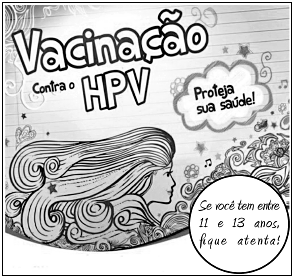 Vacinação
Contra o HPV
Proteja
sua saúde!
Se você tem entre
11 e 13 anos,
fique atenta!